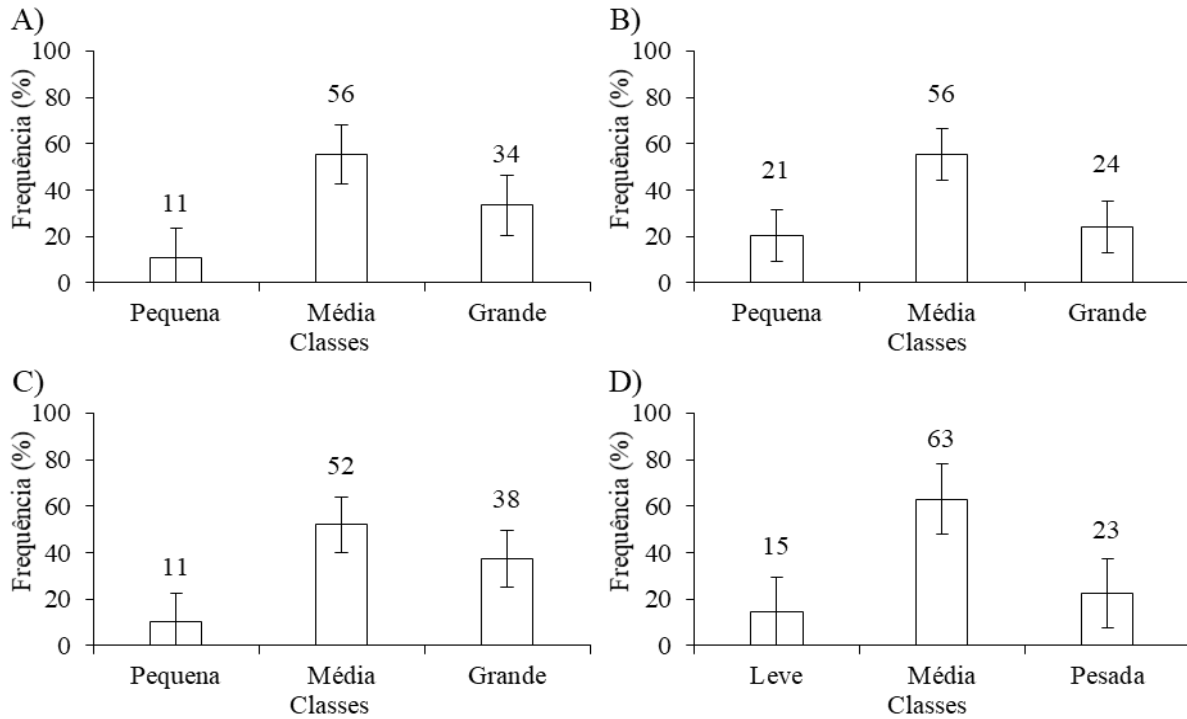 A)
Frequência (%)
100
80
60
40
20
0
11
56
34
Pequena Média Grande
Classes
B)
Frequência (%)
100
80
60
40
20
0
21
56
24
Pequena Média Grande
Classes
C)
Frequência (%)
100
80
60
40
20
0
11
52
38
Pequena Média Grande
Classes
D)
Frequência (%)
100
80
60
40
20
0
15
63
23
Leve Média Pesada
Classes